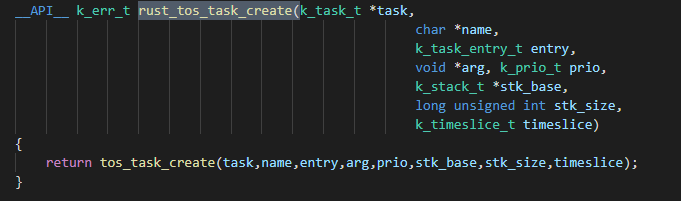 __API__ k_err_t rust_tos_task_create(k_task_t *task,
char *name,
k_task_entry_t entry,
void *arg, k_prio_t prio,
k_stack_t *stk_base,
long unsigned int stk_size,
k_timeslice_t timeslice)
{
return tos_task_create(task,name,entry,arg,prio,stk_base,stk_size,timeslice);
}